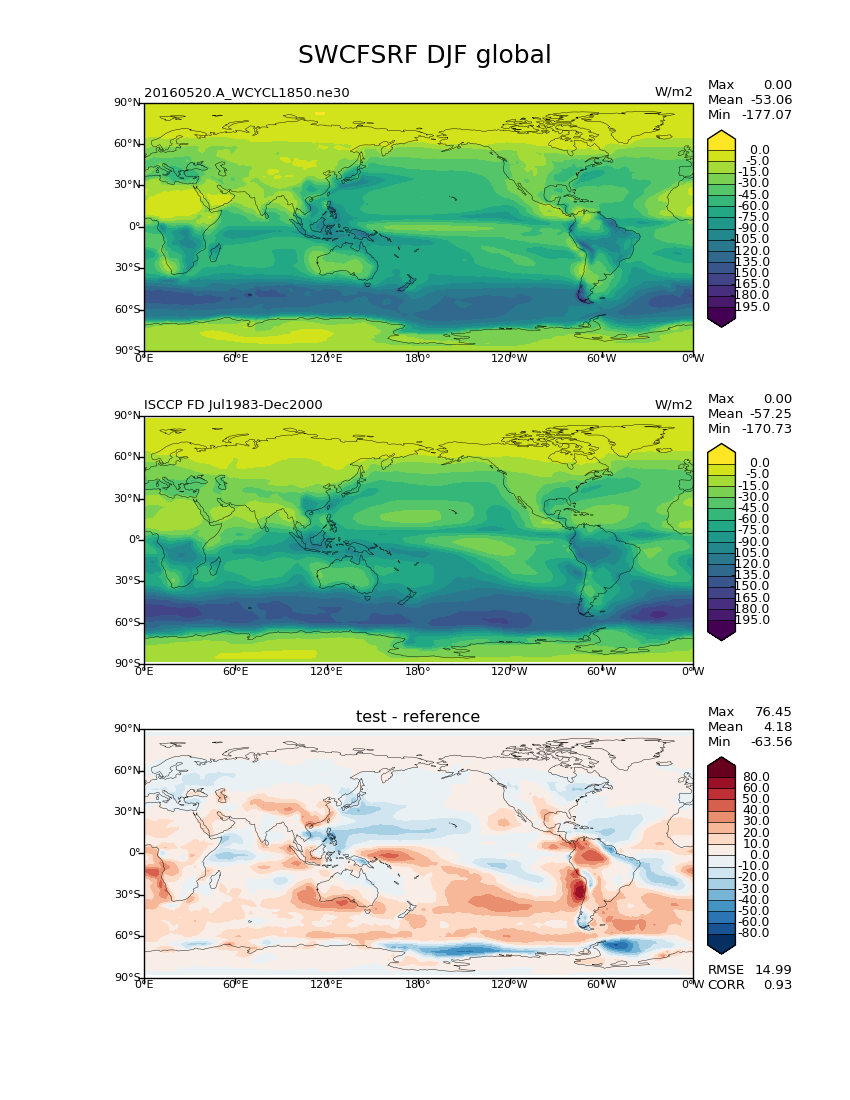 SWCFSRF DJF global
20160520.A_WCYCL1850.ne30
W/m2
Max 0.00
Mean -53.06
Min -177.07
0.0
-5.0
-15.0
-30.0
-45.0
-60.0
-75.0
-90.0
-105.0
-120.0
-135.0
-150.0
-165.0
-180.0
-195.0
90°N
60°N
30°N
0°
30°S
60°S
90°S
0°E 60°E 120°E 180° 120°W 60°W 0°W
ISCCP FD Jul1983-Dec2000
W/m2
Max 0.00
Mean -57.25
Min -170.73
0.0
-5.0
-15.0
-30.0
-45.0
-60.0
-75.0
-90.0
-105.0
-120.0
-135.0
-150.0
-165.0
-180.0
-195.0
90°N
60°N
30°N
0°
30°S
60°S
90°S
0°E 60°E 120°E 180° 120°W 60°W 0°W
test - reference
Max 76.45
Mean 4.18
Min -63.56
80.0
60.0
50.0
40.0
30.0
20.0
10.0
0.0
-10.0
-20.0
-30.0
-40.0
-50.0
-60.0
-80.0
90°N
60°N
30°N
0°
30°S
60°S
90°S
0°E 60°E 120°E 180° 120°W 60°W 0°W
RMSE 14.99
CORR 0.93